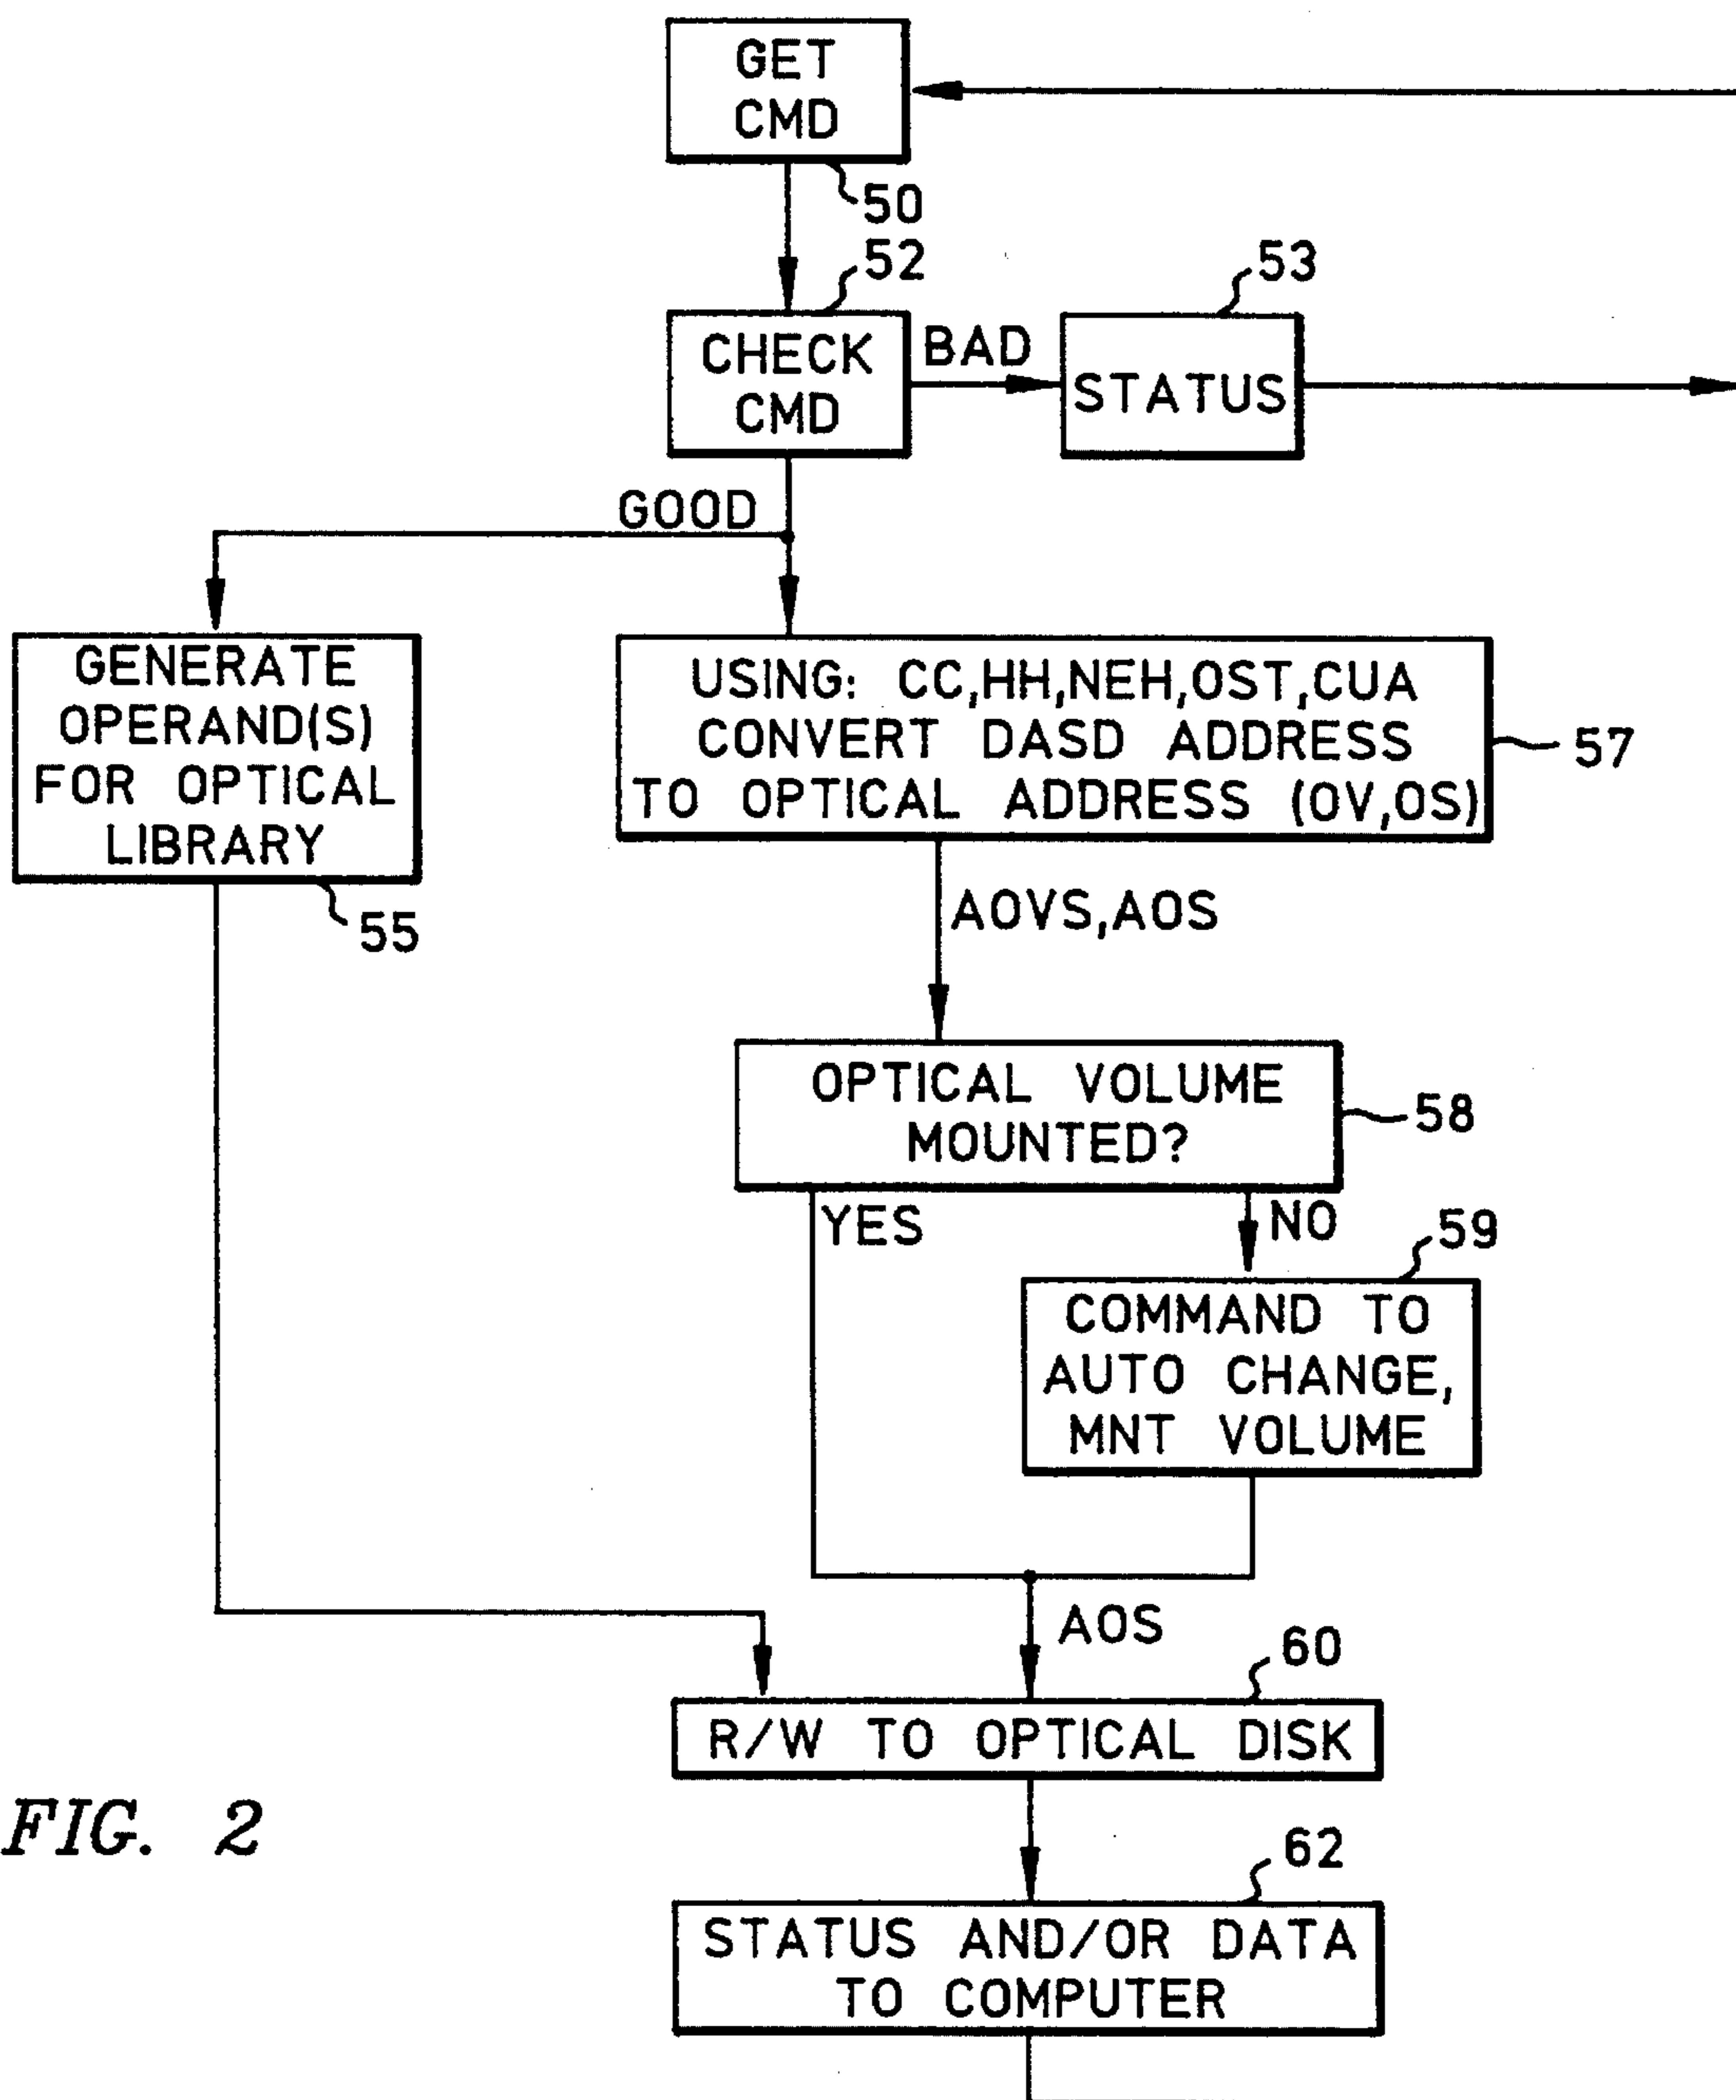 GET
CMD
50
52
53
CHECK
CMD
BAD
STATUS
GOOD
GENERATE
OPERAND(S)
FOR OPTICAL
LIBRARY
55
USING: CC,HH,NEH,OST,CUA
CONVERT DASD ADDRESS
TO OPTICAL ADDRESS (OV,OS)
57
AOVS,AOS
OPTICAL VOLUME
MOUNTED?
58
YES
NO
59
COMMAND TO
AUTO CHANGE,
MNT VOLUME
AOS
60
R/W TO OPTICAL DISK
62
STATUS AND/OR DATA
TO COMPUTER
FIG. 2